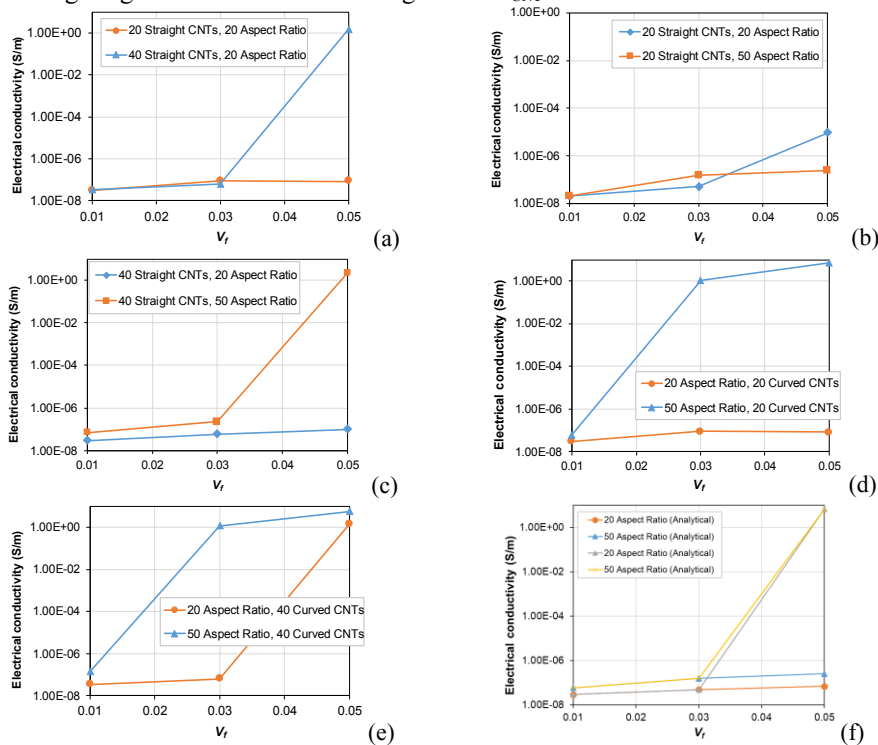 1.00E+00
1.00E-02
1.00E-04
1.00E-06
1.00E-08
Electrical conductivity (S/m)
20 Straight CNTs, 20 Aspect Ratio
40 Straight CNTs, 20 Aspect Ratio
0.01 0.02 0.03 0.04 0.05
Vf
(a)
1.00E+00
1.00E-02
1.00E-04
1.00E-06
1.00E-08
Electrical conductivity (S/m)
20 Straight CNTs, 20 Aspect Ratio
20 Straight CNTs, 50 Aspect Ratio
0.01 0.02 0.03 0.04 0.05
Vf
(b)
1.00E+00
1.00E-02
1.00E-04
1.00E-06
1.00E-08
Electrical conductivity (S/m)
40 Straight CNTs, 20 Aspect Ratio
40 Straight CNTs, 50 Aspect Ratio
0.01 0.02 0.03 0.04 0.05
Vf
(c)
1.00E+00
1.00E-02
1.00E-04
1.00E-06
1.00E-08
Electrical conductivity (S/m)
20 Aspect Ratio, 20 Curved CNTs
50 Aspect Ratio, 20 Curved CNTs
0.01 0.02 0.03 0.04 0.05
Vf
(d)
1.00E+00
1.00E-02
1.00E-04
1.00E-06
1.00E-08
Electrical conductivity (S/m)
20 Aspect Ratio, 40 Curved CNTs
50 Aspect Ratio, 40 Curved CNTs
0.01 0.02 0.03 0.04 0.05
Vf
(e)
1.00E+00
1.00E-02
1.00E-04
1.00E-06
1.00E-08
Electrical conductivity (S/m)
20 Aspect Ratio (Analytical)
50 Aspect Ratio (Analytical)
20 Aspect Ratio (Analytical)
50 Aspect Ratio (Analytical)
0.01 0.02 0.03 0.04 0.05
Vf
(f)